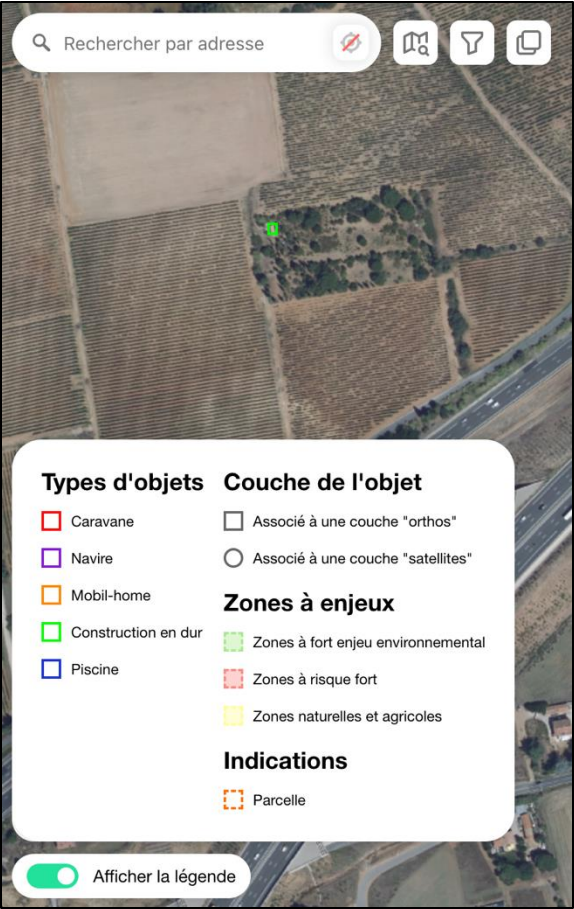 Rechercher par adresse
Types d'objets
Caravane
Navire
Mobil-home
Construction en dur
Piscine
Couche de l'objet
Associé à une couche "orthos"
Associé à une couche "satellites"
Zones à enjeux
Zones à fort enjeu environnemental
Zones à risque fort
Zones naturelles et agricoles
Indications
Parcelle
Afficher la légende